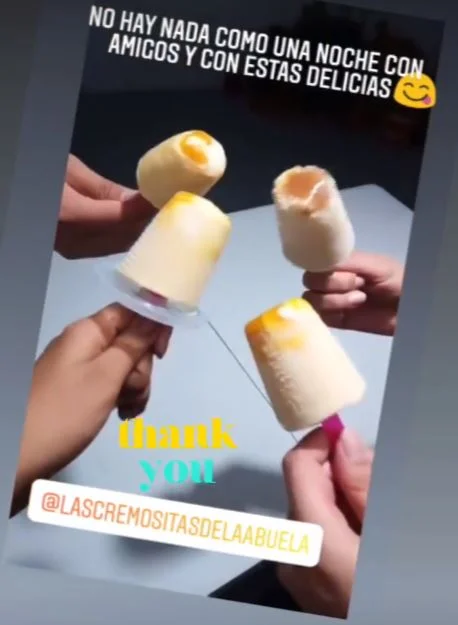 NO HAY NADA COMO UNA NOCHE CON
AMIGOS Y CON ESTAS DELICIAS
thank
you
@LASCREMOSITASDELAABUELA